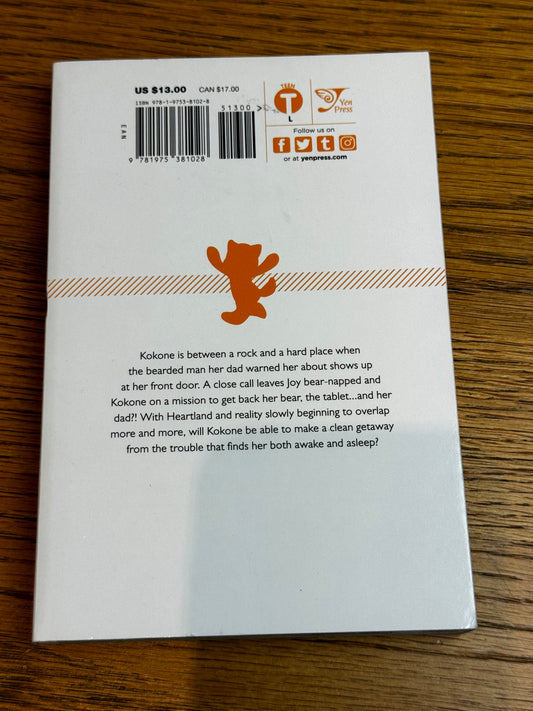 US $13.00 CAN $17.00
ISBN 978-1-9753-8102-8
51300 >
EAN
9 781975 381028
TEEN
T
L
Yen
Press
Follow us on
or at yenpress.com
Kokone is between a rock and a hard place when
the bearded man her dad warned her about shows up
at her front door. A close call leaves Joy bear-napped and
Kokone on a mission to get back her bear, the tablet...and her
dad?! With Heartland and reality slowly beginning to overlap
more and more, will Kokone be able to make a clean getaway
from the trouble that finds her both awake and asleep?